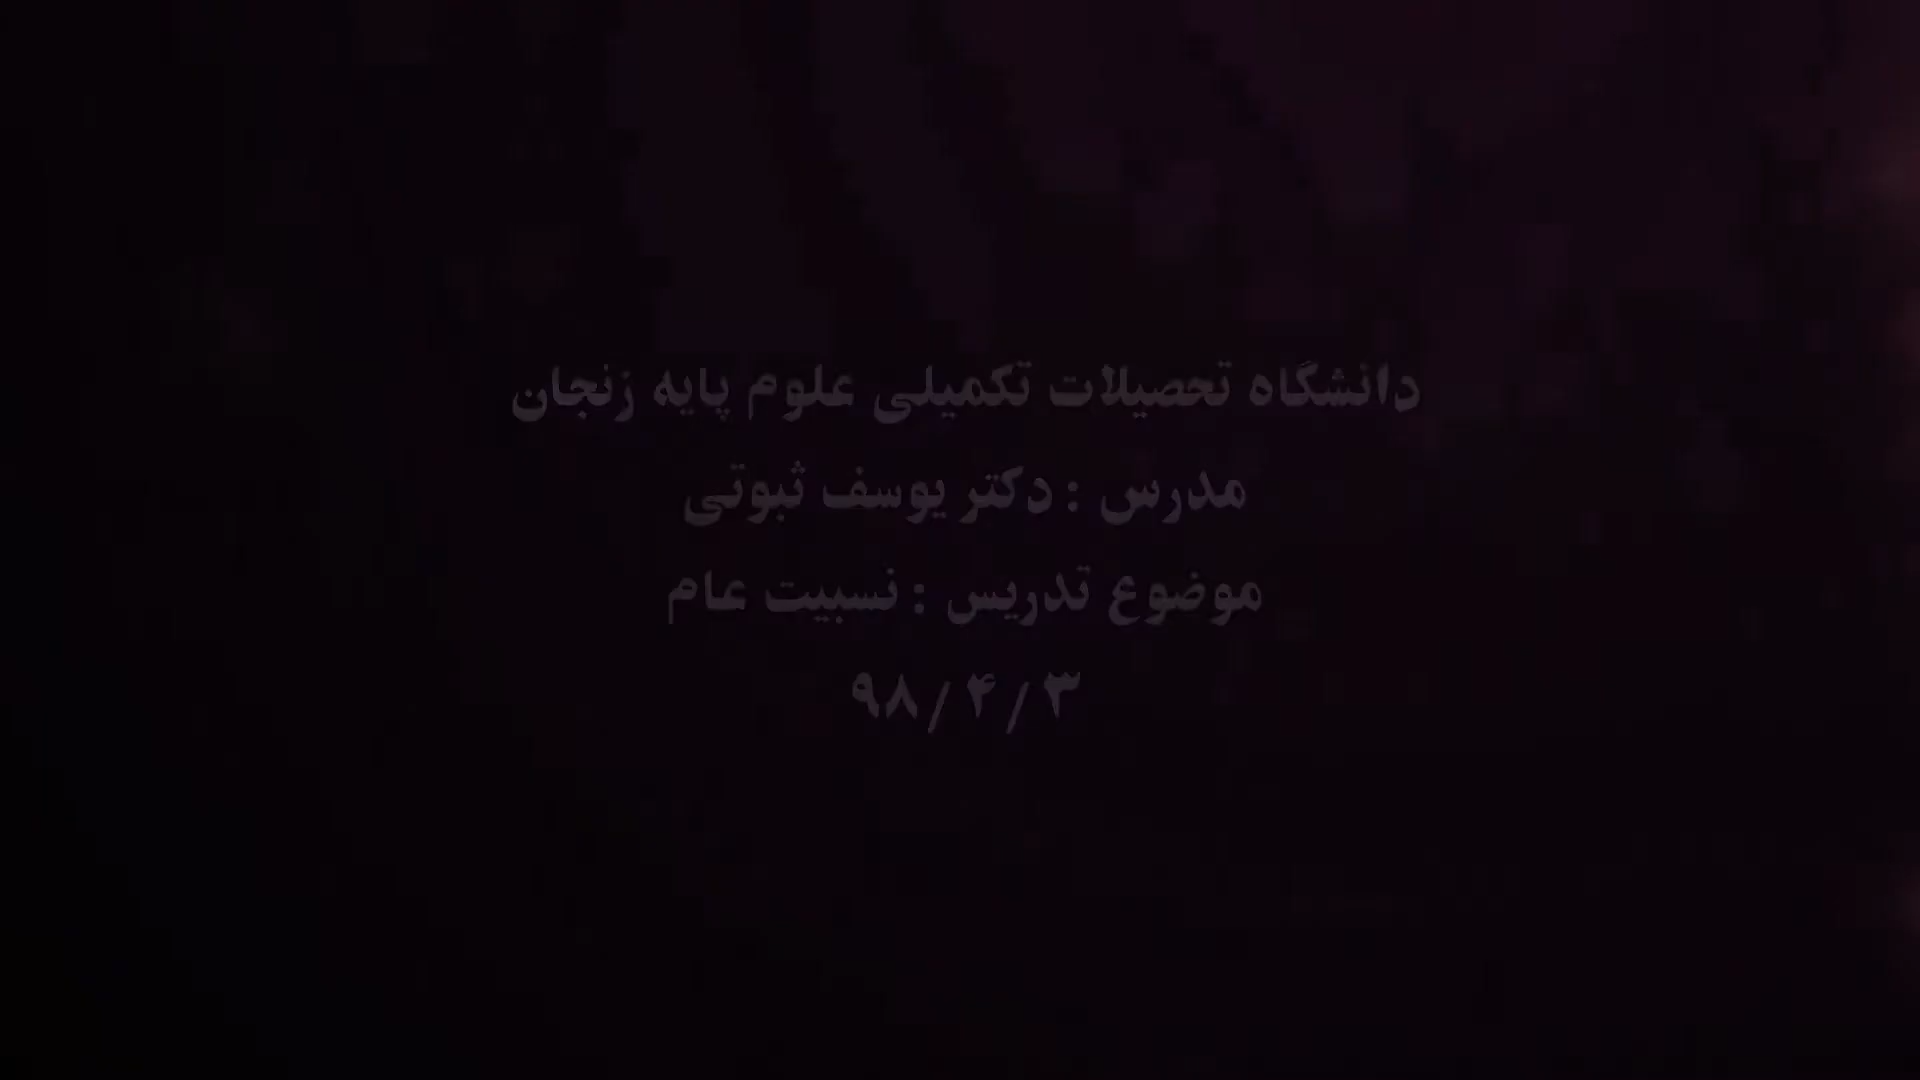 دانشگاه تحصیلات تکمیلی علوم پایه زنجان
مدرس : دکتر یوسف ثبوتی
موضوع تدریس : نسبیت عام
۹۸/۴/۳